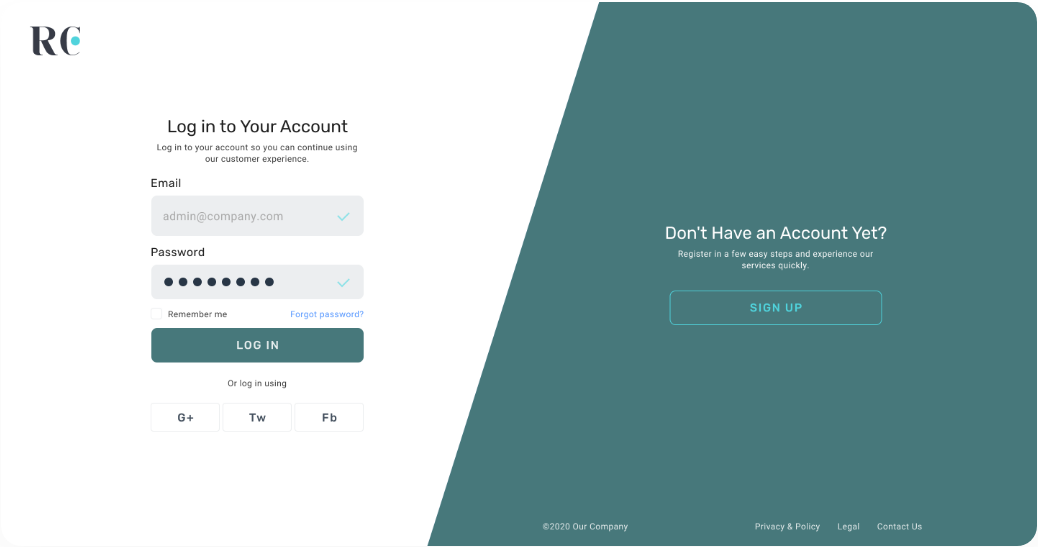 RC
Log in to Your Account
Log in to your account so you can continue using
our customer experience.
Email
admin@company.com
Password
Remember me
Forgot password?
LOG IN
Or log in using
G+
Tw
Fb
Don't Have an Account Yet?
Register in a few easy steps and experience our
services quickly.
SIGN UP
©2020 Our Company
Privacy & Policy
Legal
Contact Us